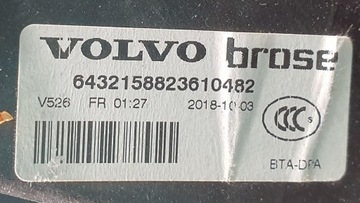 VOLVO brose
6432158823610482
V526 FR 01:27 2018-10-03
CCC S
BTA-DPA